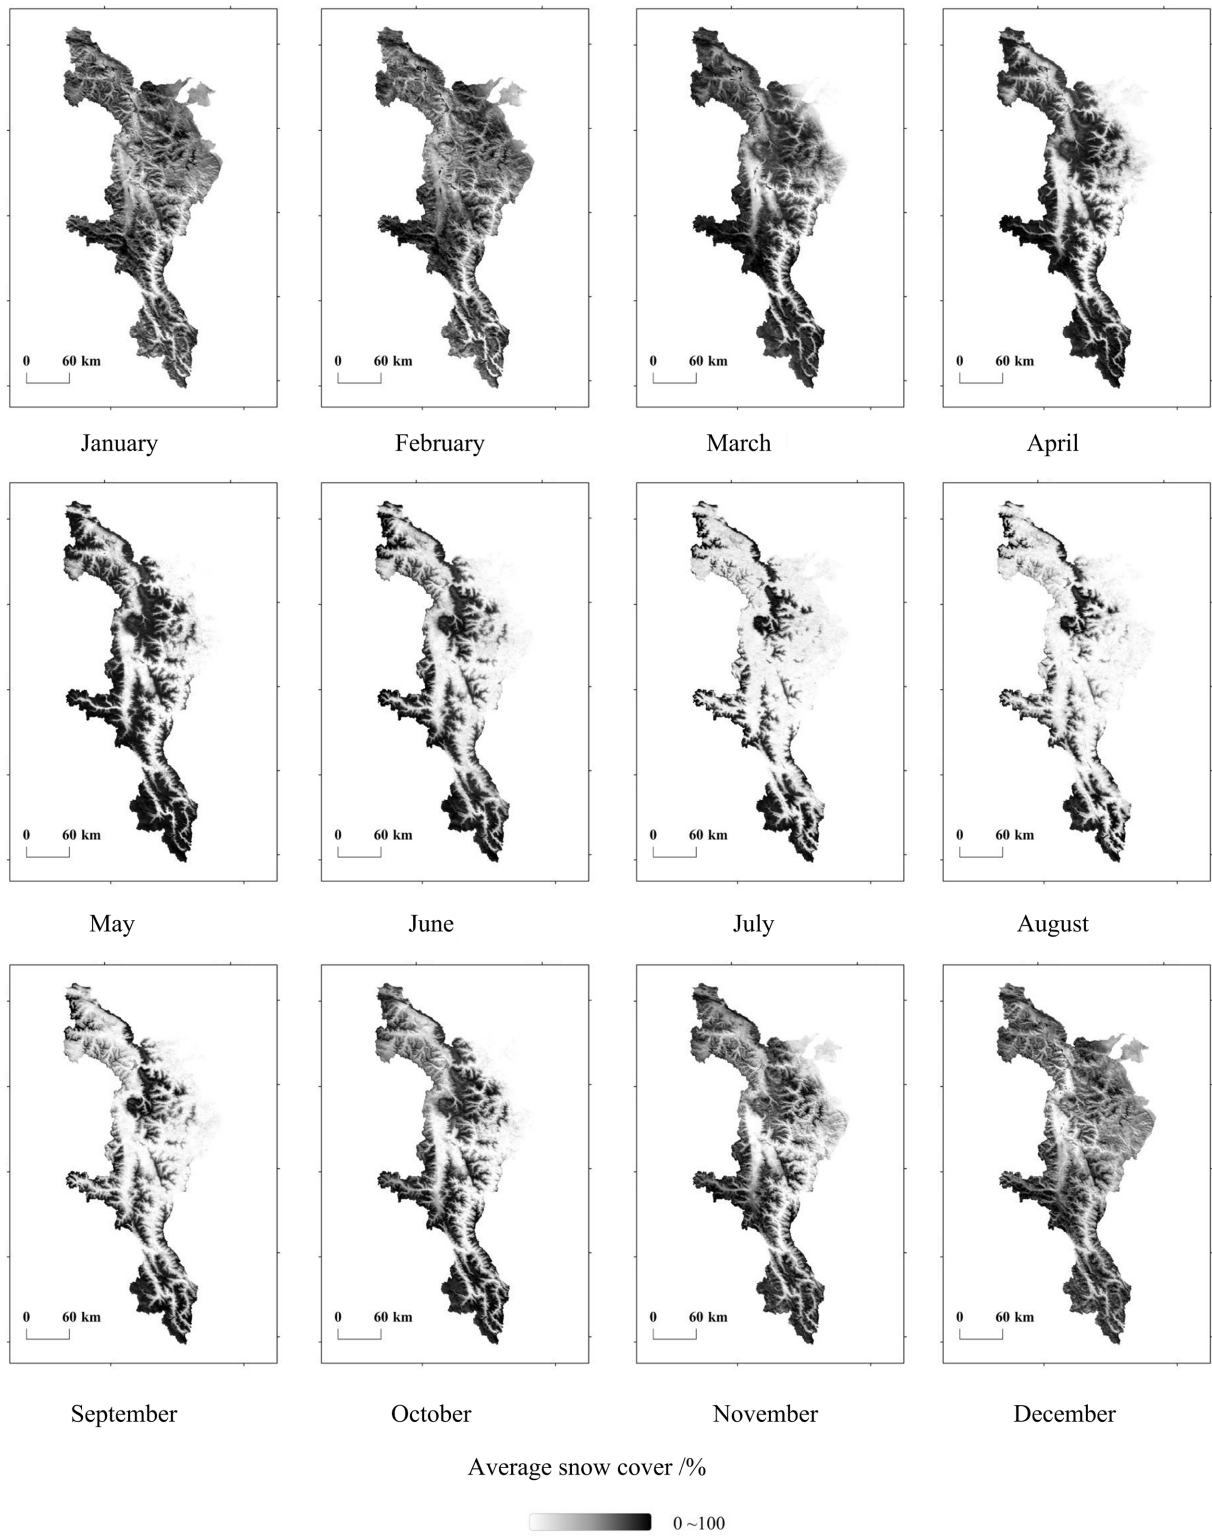 0 60 km 0 60 km 0 60 km 0 60 km
January February March April
0 60 km 0 60 km 0 60 km 0 60 km
May June July August
0 60 km 0 60 km 0 60 km 0 60 km
September October November December
Average snow cover /%
0 ~100